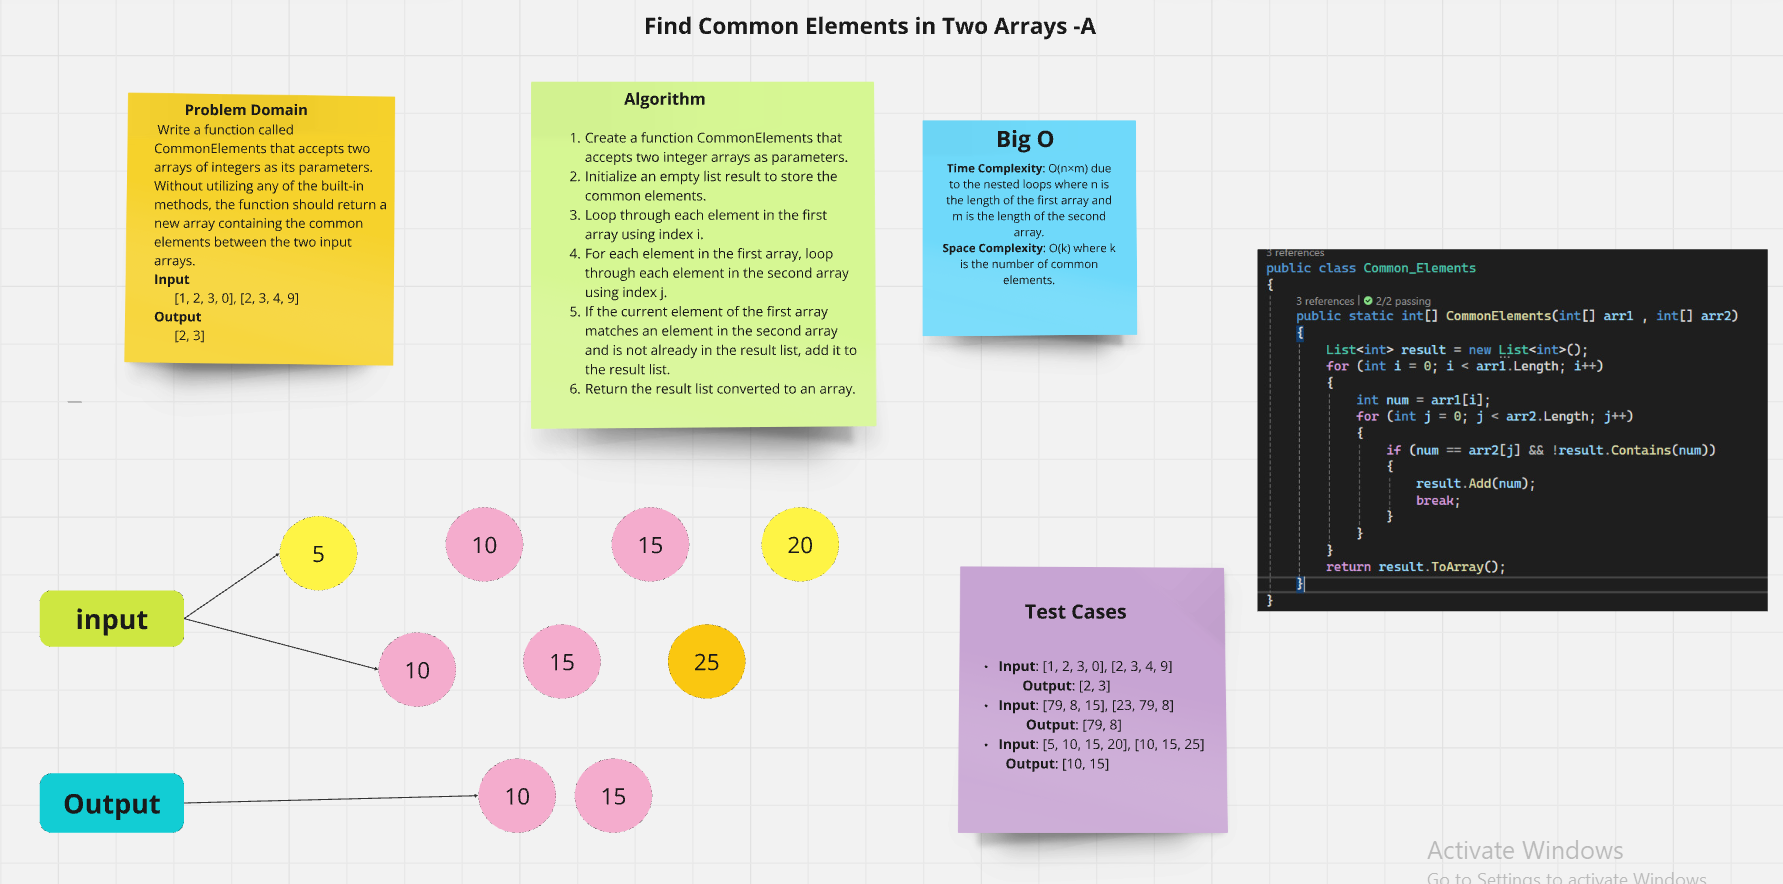 Find Common Elements in Two Arrays -A
Problem Domain
Write a function called
CommonElements that accepts two
arrays of integers as its parameters.
Without utilizing any of the built-in
methods, the function should return a
new array containing the common
elements between the two input
arrays.
Input
[1, 2, 3, 0], [2, 3, 4, 9]
Output
[2, 3]
Algorithm
1. Create a function CommonElements that
accepts two integer arrays as parameters.
2. Initialize an empty list result to store the
common elements.
3. Loop through each element in the first
array using index i.
4. For each element in the first array, loop
through each element in the second array
using index j.
5. If the current element of the first array
matches an element in the second array
and is not already in the result list, add it to
the result list.
6. Return the result list converted to an array.
Big O
Time Complexity: O(n×m) due
to the nested loops where n is
the length of the first array and
m is the length of the second
array.
Space Complexity: O(k) where k
is the number of common
elements.
3 references
public class Common_Elements
{
3 references | 2/2 passing
public static int[] CommonElements(int[] arr1 , int[] arr2)
{
List<int> result = new List<int>();
for (int i = 0; i < arr1.Length; i++)
{
int num = arr1[i];
for (int j = 0; j < arr2.Length; j++)
{
if (num == arr2[j] && !result.Contains(num))
{
result.Add(num);
break;
}
}
}
return result.ToArray();
}
}
input
5
10
15
20
10
15
25
Output
10
15
Test Cases
• Input: [1, 2, 3, 0], [2, 3, 4, 9]
Output: [2, 3]
• Input: [79, 8, 15], [23, 79, 8]
Output: [79, 8]
• Input: [5, 10, 15, 20], [10, 15, 25]
Output: [10, 15]
Activate Windows
Go to Settings to activate Windows